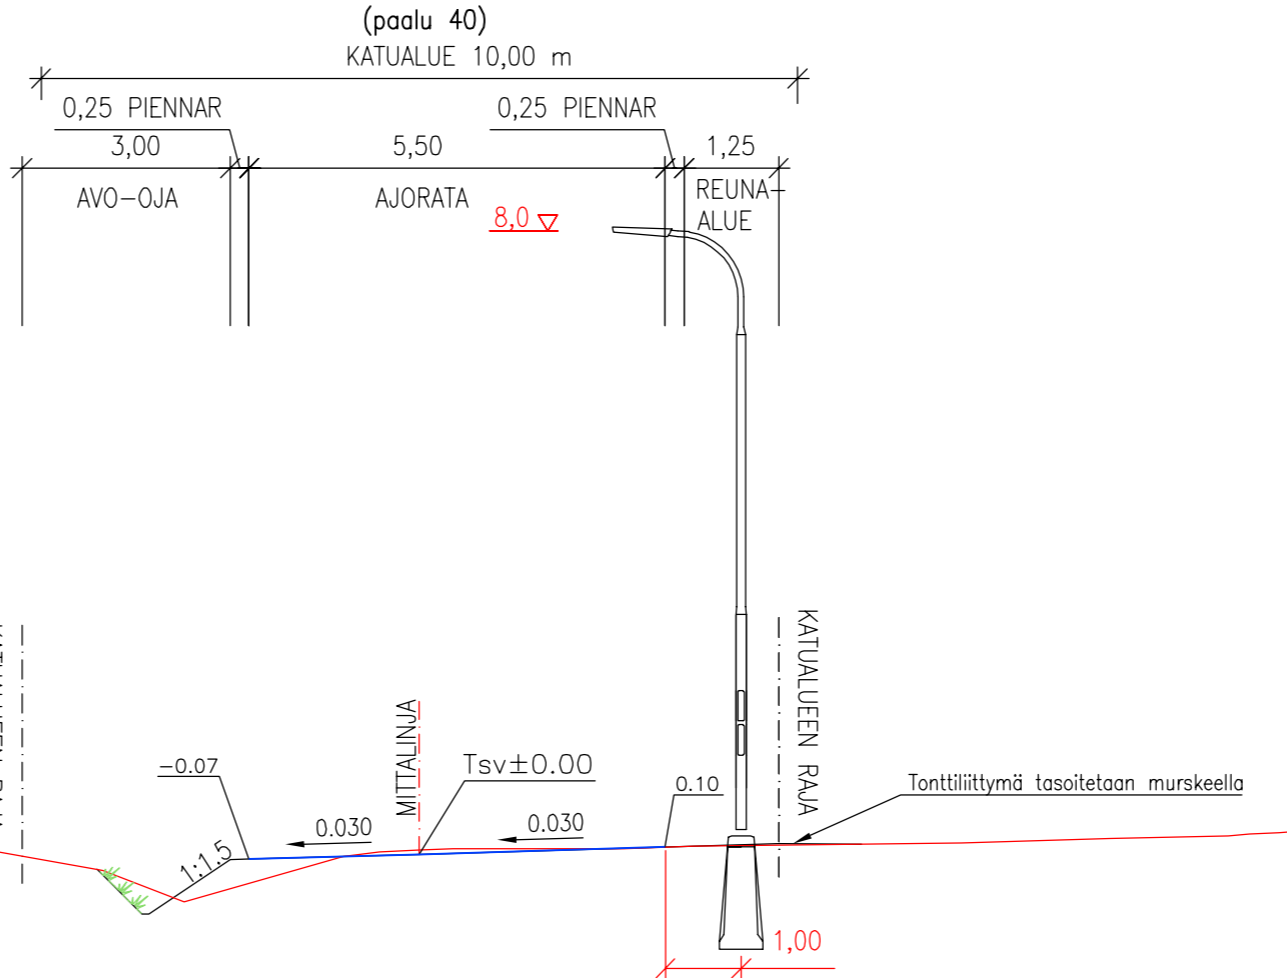 (paalu 40)
KATUALUE 10,00 m
0,25 PIENNAR
0,25 PIENNAR
3,00
5,50
1,25
AVO-OJA
AJORATA
REUNA-
ALUE
8,0
KATUALUEEN RAJA
MITTALINJA
-0.07
Tsv±0.00
0.10
Tonttiliittymä tasoitetaan murskeella
0.030
0.030
1:1.5
1,00